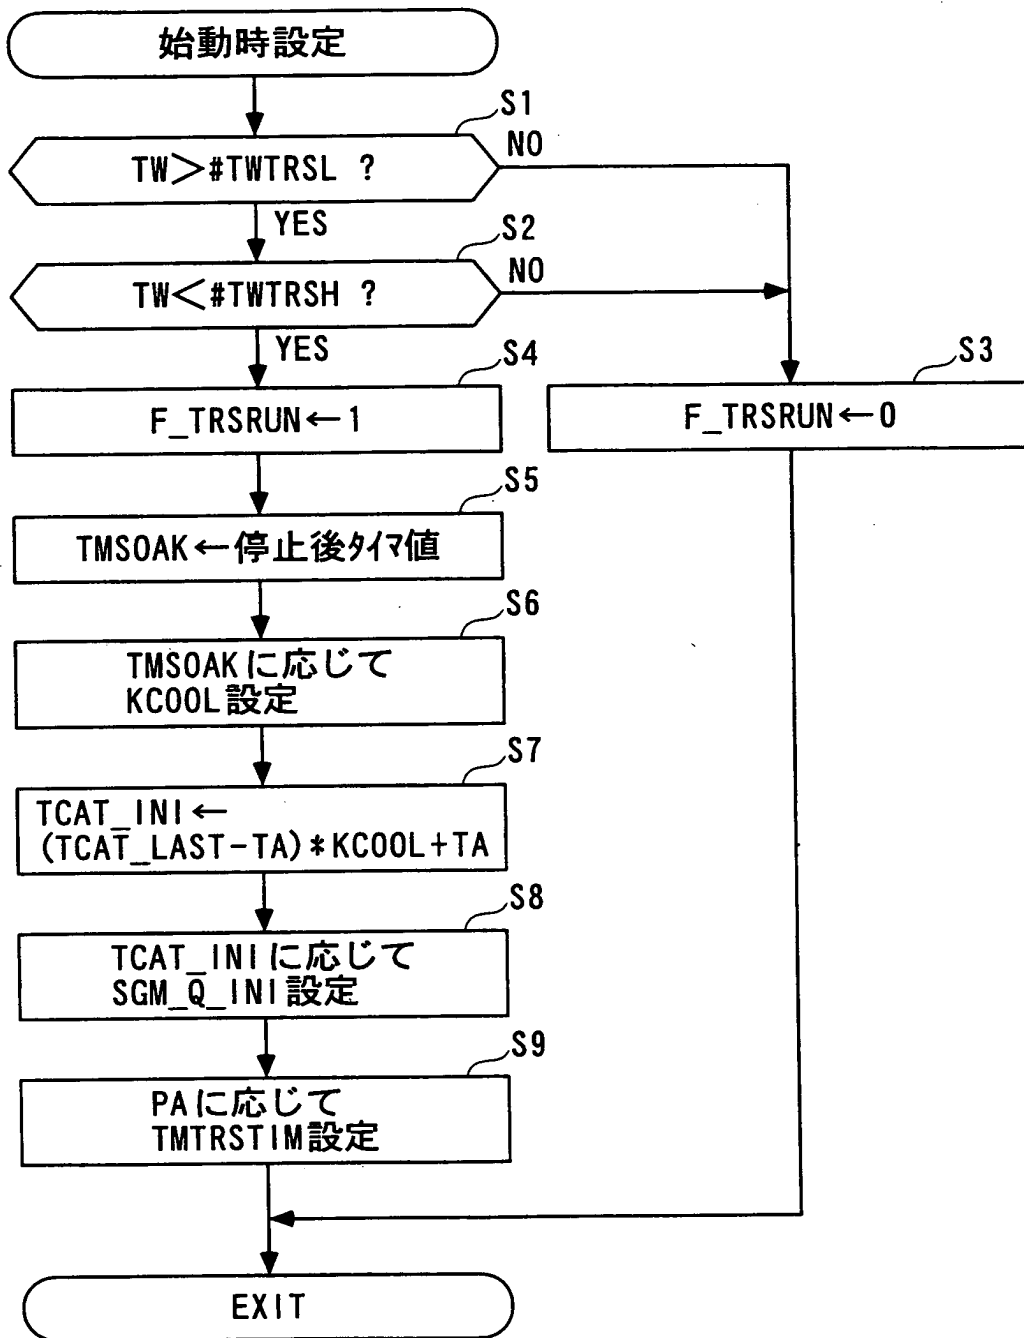 始動時設定
S1
TW>#TWTRSL ?
NO
YES
S2
TW<#TWTRSH ?
NO
YES
S4
F_TRSRUN←1
S3
F_TRSRUN←0
S5
TMSOAK←停止後ﾀｲﾏ値
S6
TMSOAKに応じて
KCOOL設定
S7
TCAT_INI←
(TCAT_LAST-TA)*KCOOL+TA
S8
TCAT_INIに応じて
SGM_Q_INI設定
S9
PAに応じて
TMTRSTIM設定
EXIT